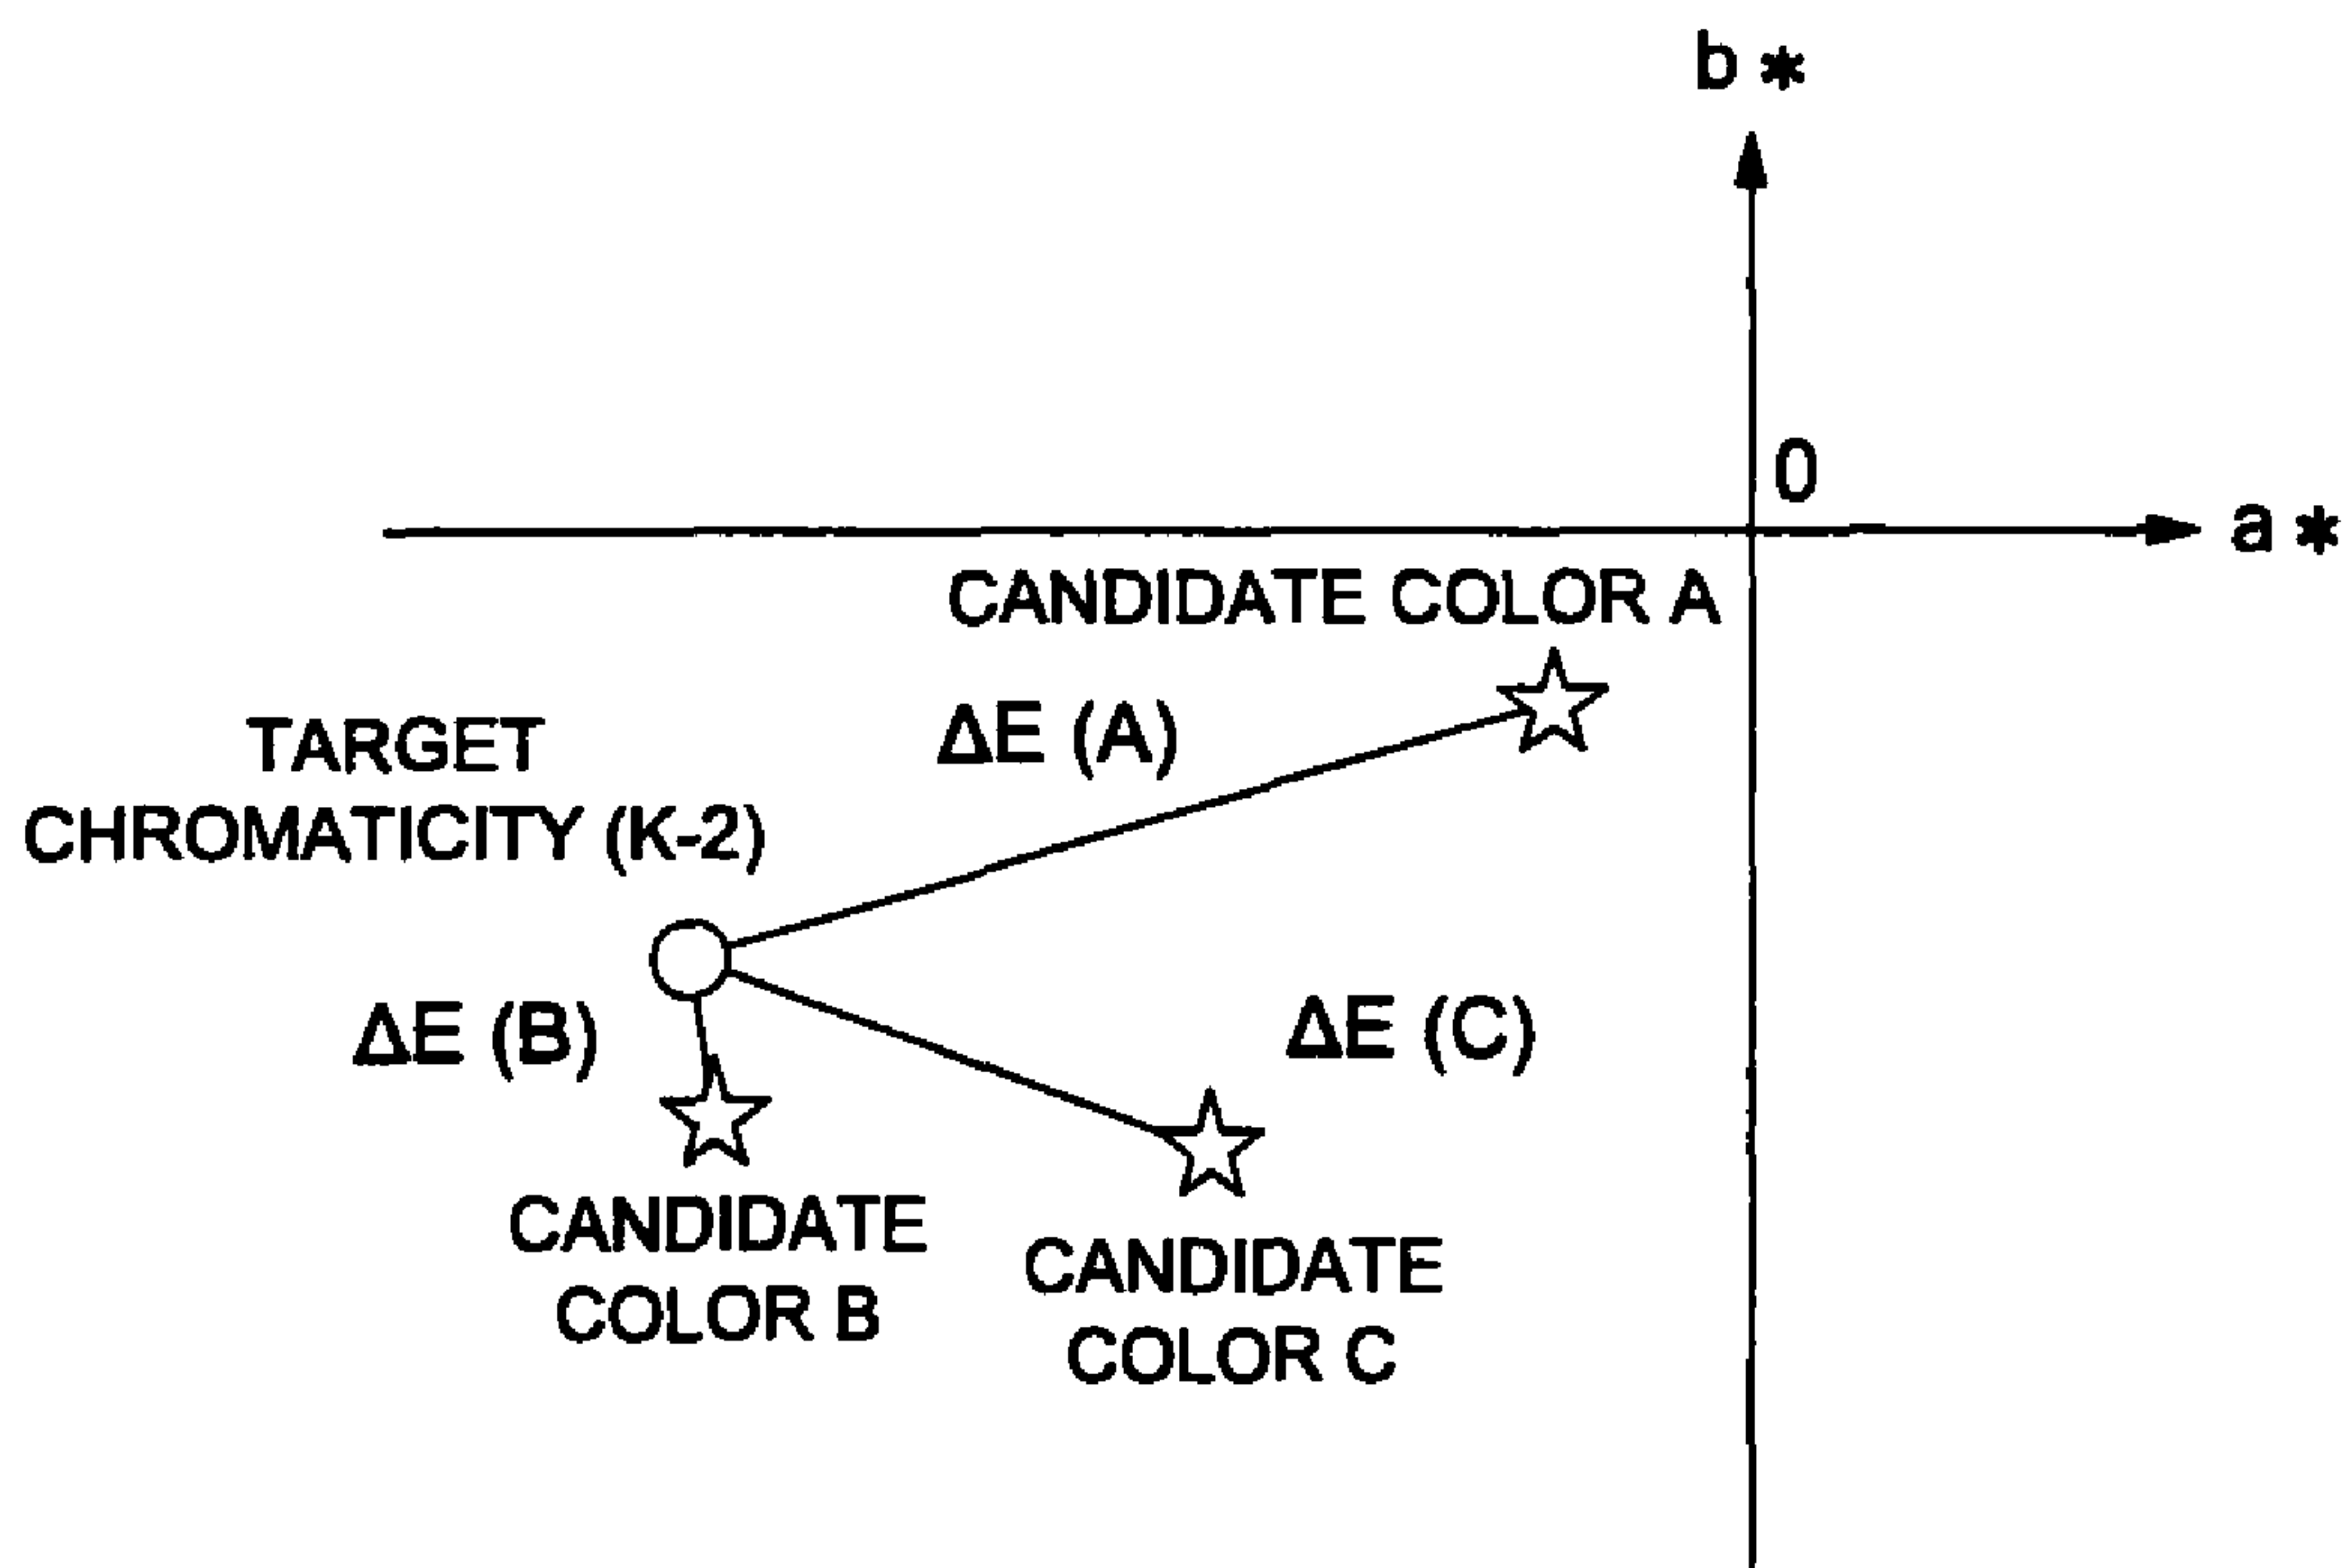 b *
0
a *
CANDIDATE COLOR A
ΔE (A)
TARGET
CHROMATICITY (K-2)
ΔE (B)
ΔE (C)
CANDIDATE
COLOR B
CANDIDATE
COLOR C